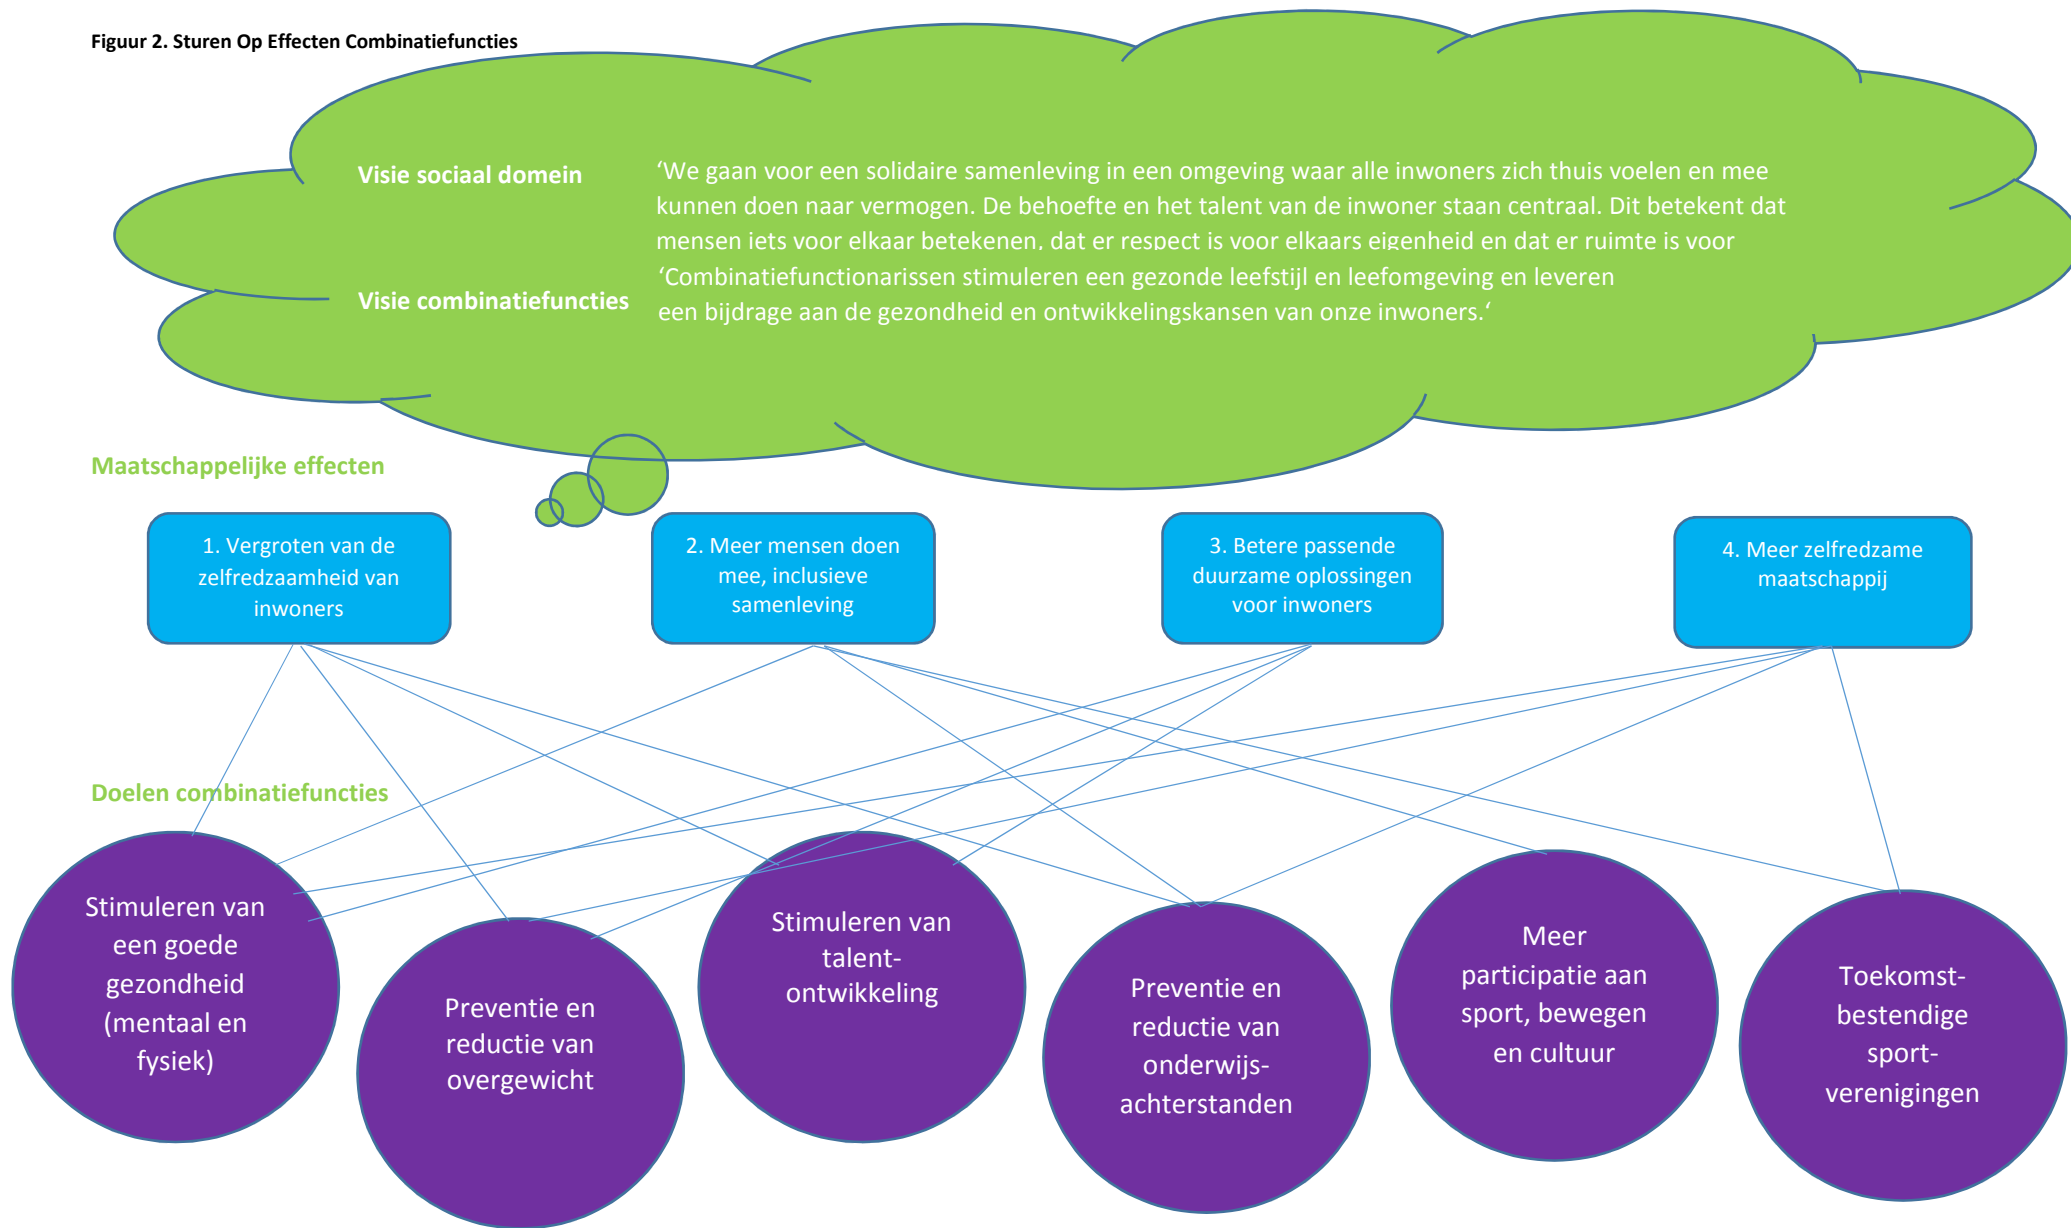 Figuur 2. Sturen Op Effecten Combinatiefuncties
Visie sociaal domein
‘We gaan voor een solidaire samenleving in een omgeving waar alle inwoners zich thuis voelen en mee
kunnen doen naar vermogen. De behoefte en het talent van de inwoner staan centraal. Dit betekent dat
mensen iets voor elkaar betekenen, dat er respect is voor elkaars eigenheid en dat er ruimte is voor
Visie combinatiefuncties
‘Combinatiefunctionarissen stimuleren een gezonde leefstijl en leefomgeving en leveren
een bijdrage aan de gezondheid en ontwikkelingskansen van onze inwoners.‘
Maatschappelijke effecten
1. Vergroten van de
zelfredzaamheid van
inwoners
2. Meer mensen doen
mee, inclusieve
samenleving
3. Betere passende
duurzame oplossingen
voor inwoners
4. Meer zelfredzame
maatschappij
Doelen combinatiefuncties
Stimuleren van
een goede
gezondheid
(mentaal en
fysiek)
Preventie en
reductie van
overgewicht
Stimuleren van
talent-
ontwikkeling
Preventie en
reductie van
onderwijs-
achterstanden
Meer
participatie aan
sport, bewegen
en cultuur
Toekomst-
bestendige
sport-
verenigingen